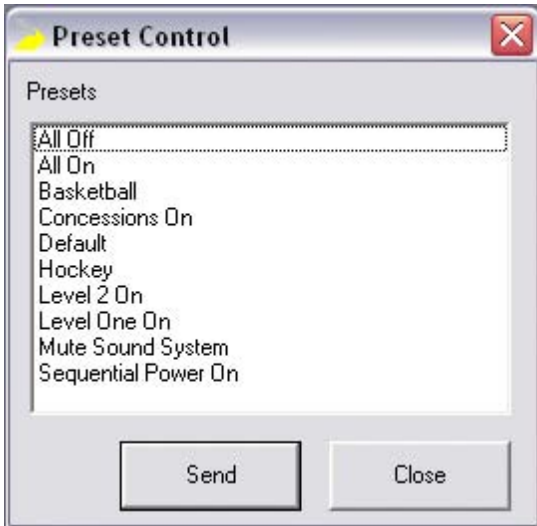 Preset Control
Presets
All Off
All On
Basketball
Concessions On
Default
Hockey
Level 2 On
Level One On
Mute Sound System
Sequential Power On
Send
Close